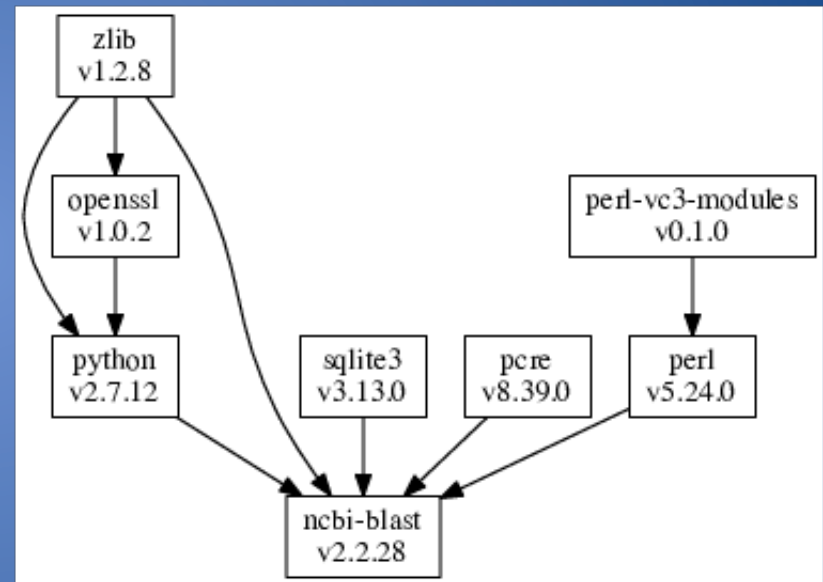 zlib
v1.2.8
openssl
v1.0.2
perl-vc3-modules
v0.1.0
python
v2.7.12
sqlite3
v3.13.0
pcre
v8.39.0
perl
v5.24.0
ncbi-blast
v2.2.28